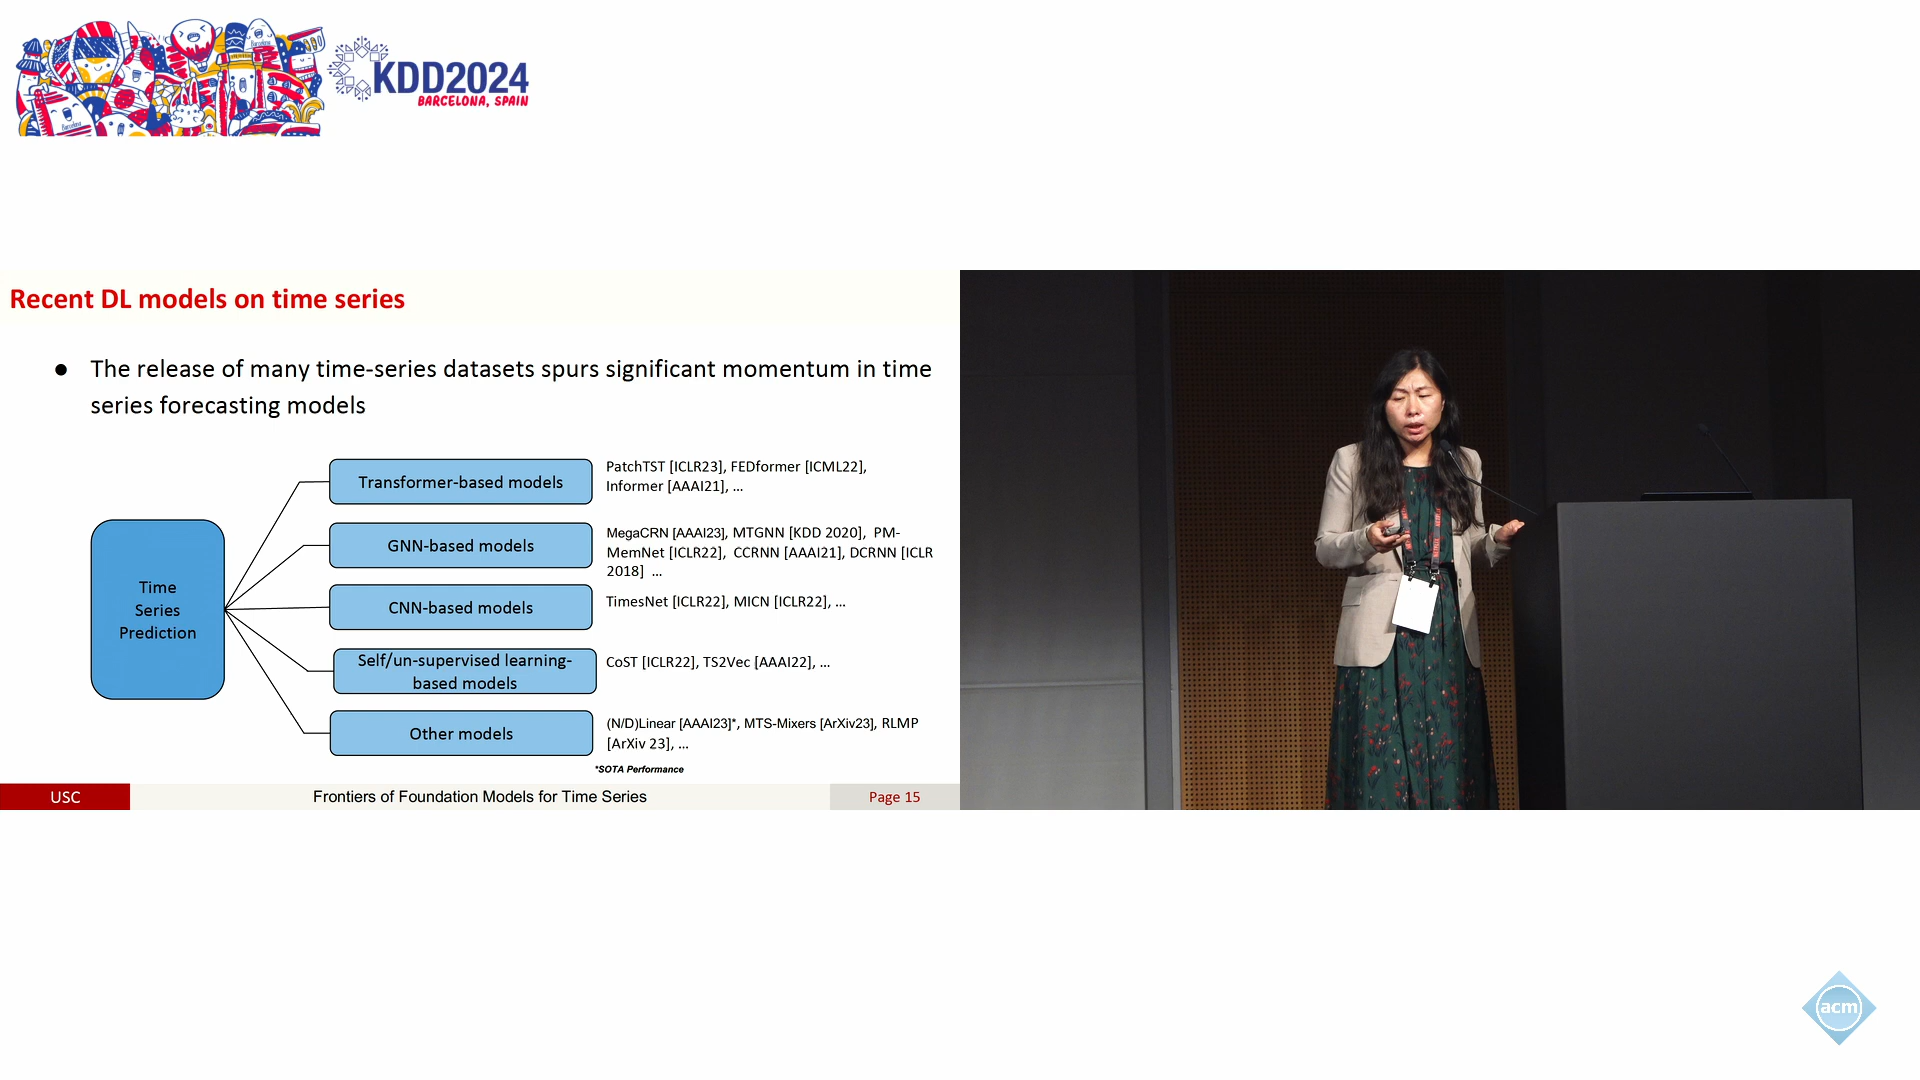 KDD2024
BARCELONA, SPAIN
Recent DL models on time series
● The release of many time-series datasets spurs significant momentum in time
series forecasting models
Time
Series
Prediction
Transformer-based models
PatchTST [ICLR23], FEDformer [ICML22],
Informer [AAAI21], ...
GNN-based models
MegaCRN [AAAI23], MTGNN [KDD 2020], PM-
MemNet [ICLR22], CCRNN [AAAI21], DCRNN [ICLR
2018] ...
CNN-based models
TimesNet [ICLR22], MICN [ICLR22], ...
Self/un-supervised learning-
based models
CoST [ICLR22], TS2Vec [AAAI22], ...
Other models
(N/D)Linear [AAAI23]*, MTS-Mixers [ArXiv23], RLMP
[ArXiv 23], ...
*SOTA Performance
USC
Frontiers of Foundation Models for Time Series
Page 15
acm